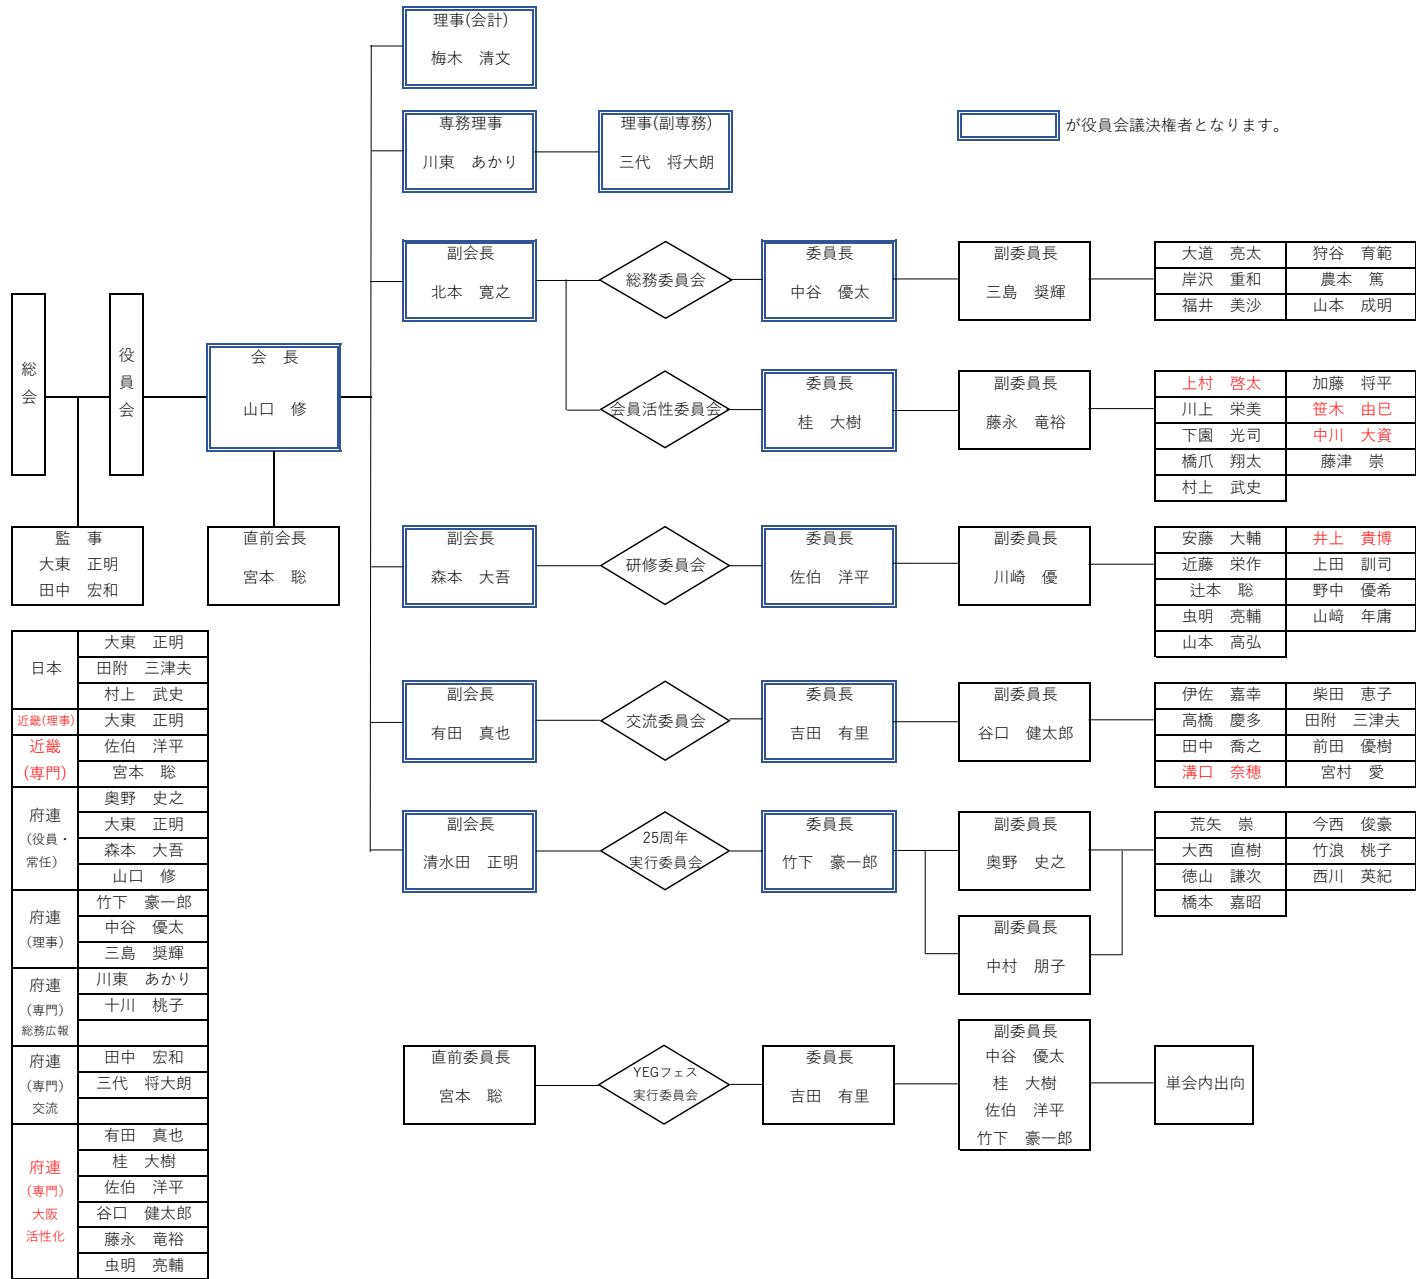 理事(会計)
梅木　清文
専務理事
川東　あかり
理事(副専務)
三代　将大朗
が役員会議決権者となります。
副会長
北本　寛之
総務委員会
委員長
中谷　優太
副委員長
三島　奨輝
大道　亮太
狩谷　育範
岸沢　重和
農本　篤
福井　美沙
山本　成明
総会
役員会
会　長
山口　修
会員活性委員会
委員長
桂　大樹
副委員長
藤永　竜裕
上村　啓太
加藤　将平
川上　栄美
笹木　由巳
下園　光司
中川　大資
橋爪　翔太
藤津　崇
村上　武史
監　事
大東　正明
田中　宏和
直前会長
宮本　聡
副会長
森本　大吾
研修委員会
委員長
佐伯　洋平
副委員長
川崎　優
安藤　大輔
井上　貴博
近藤　栄作
上田　訓司
辻本　聡
野中　優希
虫明　亮輔
山﨑　年庸
山本　高弘
副会長
有田　真也
交流委員会
委員長
吉田　有里
副委員長
谷口　健太郎
伊佐　嘉幸
柴田　恵子
高橋　慶多
田附　三津夫
田中　喬之
前田　優樹
溝口　奈穂
宮村　愛
副会長
清水田　正明
25周年
実行委員会
委員長
竹下　豪一郎
副委員長
奥野　史之
副委員長
中村　朋子
荒矢　崇
今西　俊豪
大西　直樹
竹浪　桃子
徳山　謙次
西川　英紀
橋本　嘉昭
直前委員長
宮本　聡
YEGフェス
実行委員会
委員長
吉田　有里
副委員長
中谷　優太
桂　大樹
佐伯　洋平
竹下　豪一郎
単会内出向
日本
大東　正明
田附　三津夫
村上　武史
近畿(理事)
大東　正明
近畿
(専門)
佐伯　洋平
宮本　聡
府連
（役員・
常任）
奥野　史之
大東　正明
森本　大吾
山口　修
府連
（理事）
竹下　豪一郎
中谷　優太
三島　奨輝
府連
（専門）
総務広報
川東　あかり
十川　桃子
府連
（専門）
交流
田中　宏和
三代　将大朗
府連
（専門）
大阪
活性化
有田　真也
桂　大樹
佐伯　洋平
谷口　健太郎
藤永　竜裕
虫明　亮輔